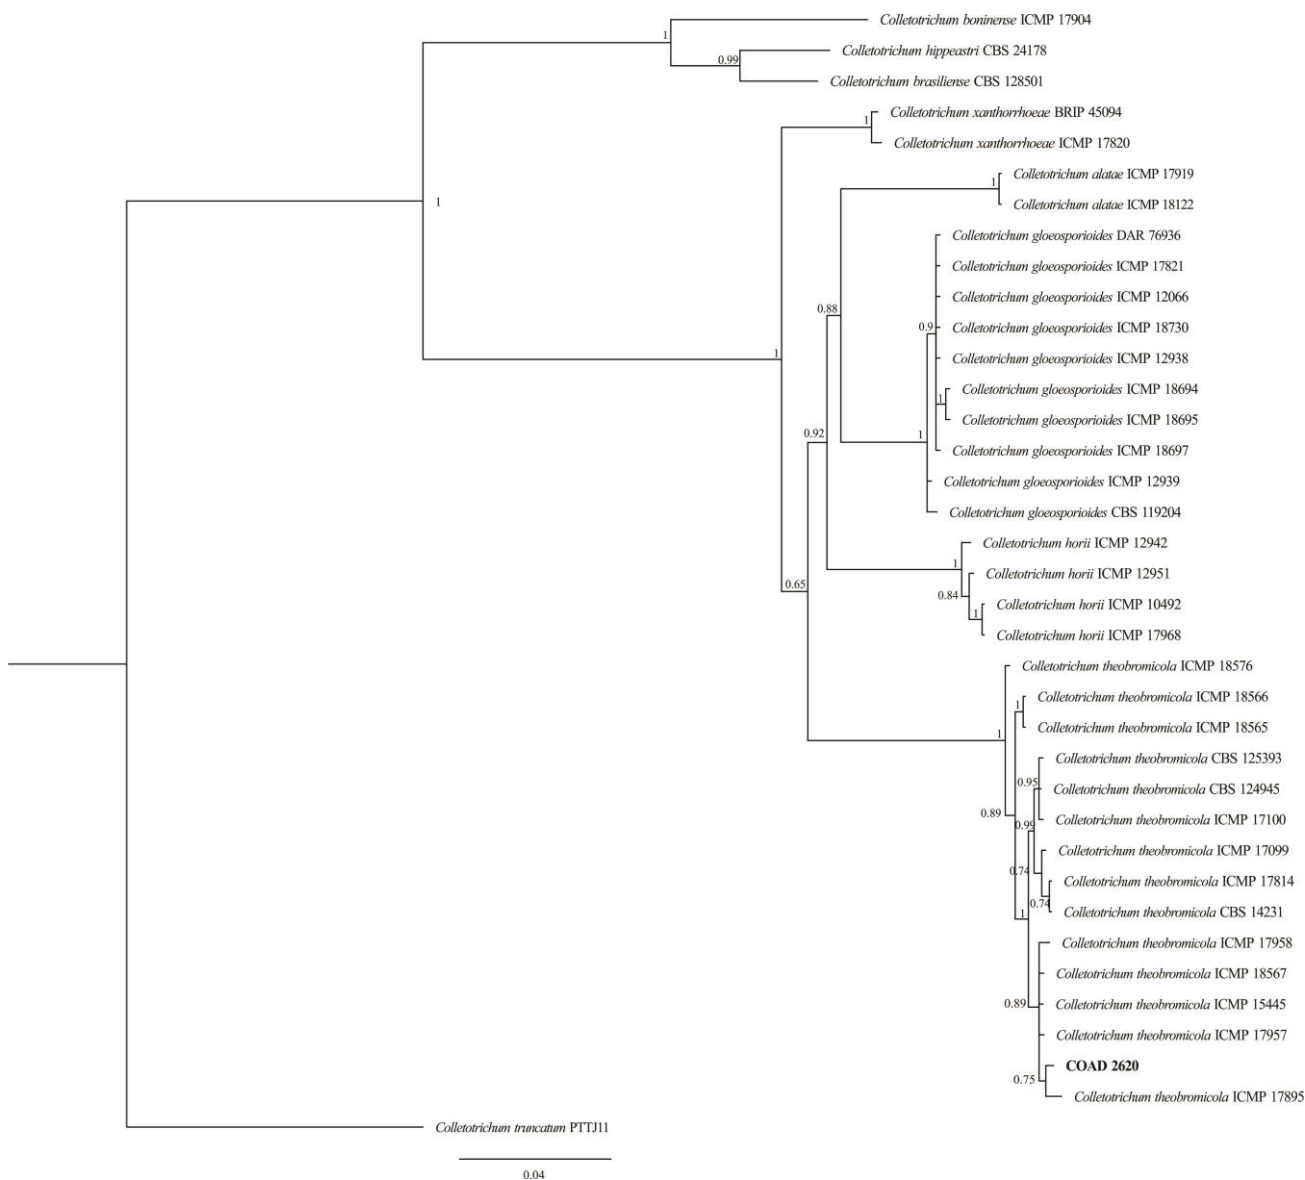 Colletotrichum boninense ICMP 17904
1
Colletotrichum hippeastri CBS 24178
0.99
Colletotrichum brasiliense CBS 128501
Colletotrichum xanthorrhoeae BRIP 45094
1
Colletotrichum xanthorrhoeae ICMP 17820
Colletotrichum alatae ICMP 17919
1
1
Colletotrichum alatae ICMP 18122
Colletotrichum gloeosporioides DAR 76936
Colletotrichum gloeosporioides ICMP 17821
Colletotrichum gloeosporioides ICMP 12066
0.88
0.9
Colletotrichum gloeosporioides ICMP 18730
1
Colletotrichum gloeosporioides ICMP 12938
Colletotrichum gloeosporioides ICMP 18694
1
Colletotrichum gloeosporioides ICMP 18695
0.92
1
Colletotrichum gloeosporioides ICMP 18697
Colletotrichum gloeosporioides ICMP 12939
Colletotrichum gloeosporioides CBS 119204
Colletotrichum horii ICMP 12942
1
Colletotrichum horii ICMP 12951
0.65
0.84
Colletotrichum horii ICMP 10492
1
Colletotrichum horii ICMP 17968
Colletotrichum theobromicola ICMP 18576
Colletotrichum theobromicola ICMP 18566
1
Colletotrichum theobromicola ICMP 18565
1
Colletotrichum theobromicola CBS 125393
0.95
Colletotrichum theobromicola CBS 124945
0.89
Colletotrichum theobromicola ICMP 17100
0.99
Colletotrichum theobromicola ICMP 17099
0.74
Colletotrichum theobromicola ICMP 17814
0.74
Colletotrichum theobromicola CBS 14231
1
Colletotrichum theobromicola ICMP 17958
Colletotrichum theobromicola ICMP 18567
0.89
Colletotrichum theobromicola ICMP 15445
Colletotrichum theobromicola ICMP 17957
COAD 2620
0.75
Colletotrichum theobromicola ICMP 17895
Colletotrichum truncatum PTTJ11
0.04